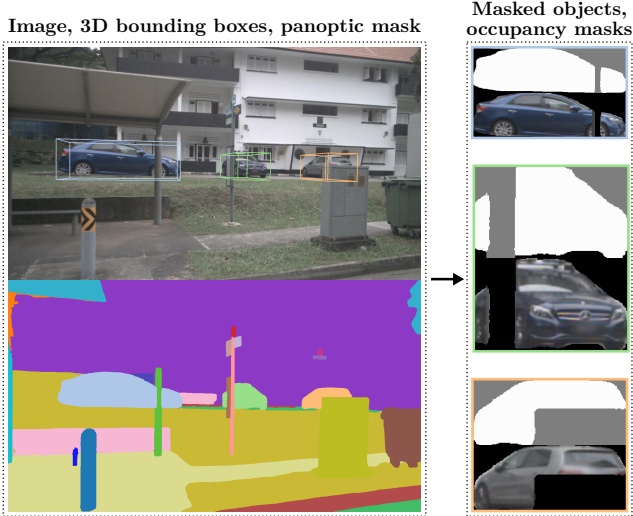 Image, 3D bounding boxes, panoptic mask
Masked objects,
occupancy masks